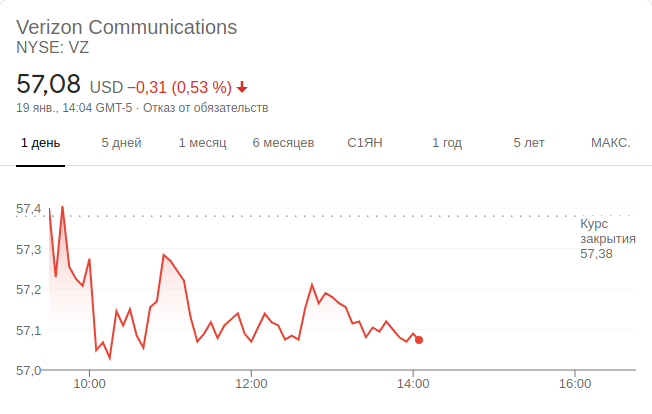 Verizon Communications
NYSE: VZ
57,08 USD −0,31 (0,53 %)
19 янв., 14:04 GMT-5 · Отказ от обязательств
1 день 5 дней 1 месяц 6 месяцев С1ЯН 1 год 5 лет МАКС.
57,4
Курс
закрытия
57,38
57,3
57,2
57,1
57,0
10:00 12:00 14:00 16:00